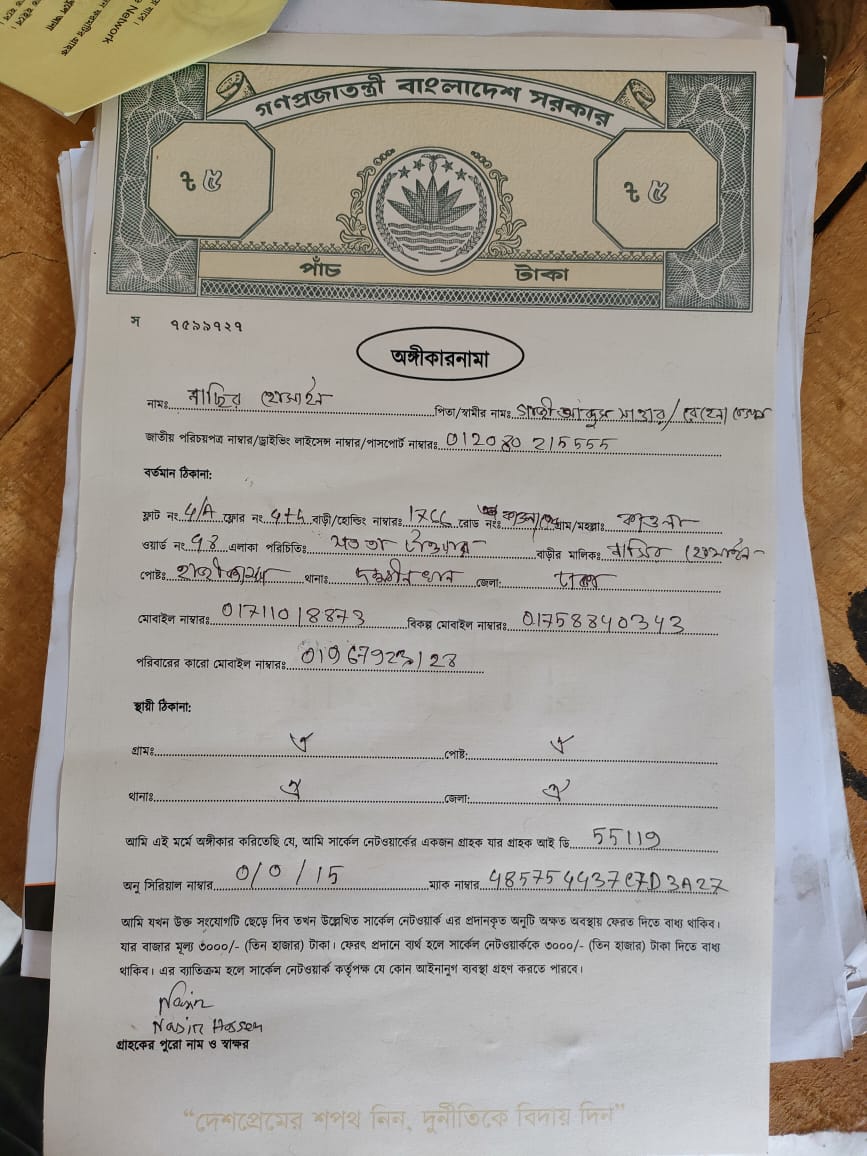 Network
গণপ্রজাতন্ত্রী বাংলাদেশ সরকার
৳ ৫ ৳ ৫
পাঁচ টাকা
স ৭৫৯৯৭২৭
অঙ্গীকারনামা
নামঃ নাছির হোসাইন পিতা/স্বামীর নামঃ
জাতীয় পরিচয়পত্র নাম্বার/ড্রাইভিং লাইসেন্স নাম্বার/পাসপোর্ট নাম্বারঃ 012080215555
বর্তমান ঠিকানা:
ফ্লাট নং 4/A ফ্লোর নং 4th বাড়ী/হোল্ডিং নাম্বারঃ রোড নংঃ গ্রাম/মহল্লাঃ কাওলা
ওয়ার্ড নং এলাকা পরিচিতিঃ বাড়ীর মালিকঃ নাসির হোসাইন
পোষ্টঃ থানাঃ দক্ষিনখান জেলাঃ ঢাকা
মোবাইল নাম্বারঃ 01711018873 বিকল্প মোবাইল নাম্বারঃ 01758840343
পরিবারের কারো মোবাইল নাম্বারঃ
স্থায়ী ঠিকানা:
গ্রামঃ ঐ পোষ্ট: ঐ
থানাঃ ঐ জেলা: ঐ
আমি এই মর্মে অঙ্গীকার করিতেছি যে, আমি সার্কেল নেটওয়ার্কের একজন গ্রাহক যার গ্রাহক আই ডি 55119
অনু সিরিয়াল নাম্বার 0/0/15 ম্যাক নাম্বার 485754437C7D3A27
আমি যখন উক্ত সংযোগটি ছেড়ে দিব তখন উল্লেখিত সার্কেল নেটওয়ার্ক এর প্রদানকৃত অনুটি অক্ষত অবস্থায় ফেরত দিতে বাধ্য থাকিব।
যার বাজার মূল্য ৩০০০/- (তিন হাজার) টাকা। ফেরৎ প্রদানে ব্যর্থ হলে সার্কেল নেটওয়ার্ককে ৩০০০/- (তিন হাজার) টাকা দিতে বাধ্য
থাকিব। এর ব্যতিক্রম হলে সার্কেল নেটওয়ার্ক কর্তৃপক্ষ যে কোন আইনানুগ ব্যবস্থা গ্রহণ করতে পারবে।
Nasir
Nasir Hossen
গ্রাহকের পুরো নাম ও স্বাক্ষর
“দেশপ্রেমের শপথ নিন, দুর্নীতিকে বিদায় দিন”